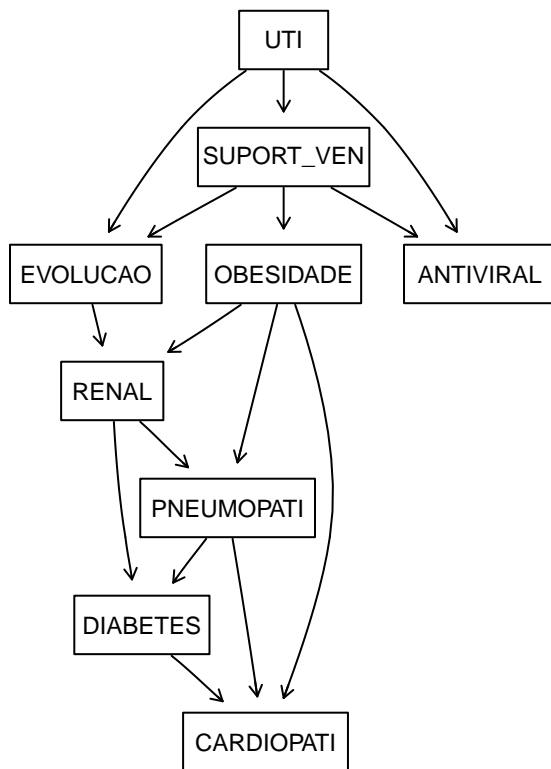 UTI
SUPORT_VEN
EVOLUCAO
OBESIDADE
ANTIVIRAL
RENAL
PNEUMOPATI
DIABETES
CARDIOPATI